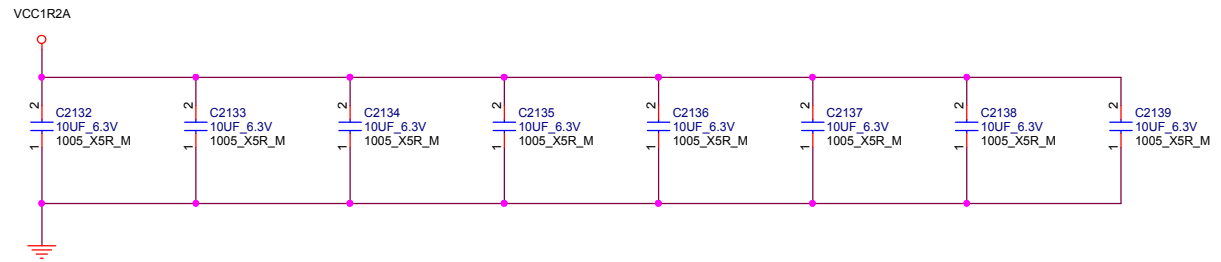 VCC1R2A
2
C2132
10UF_6.3V
1005_X5R_M
1
2
C2133
10UF_6.3V
1005_X5R_M
1
2
C2134
10UF_6.3V
1005_X5R_M
1
2
C2135
10UF_6.3V
1005_X5R_M
1
2
C2136
10UF_6.3V
1005_X5R_M
1
2
C2137
10UF_6.3V
1005_X5R_M
1
2
C2138
10UF_6.3V
1005_X5R_M
1
2
C2139
10UF_6.3V
1005_X5R_M
1